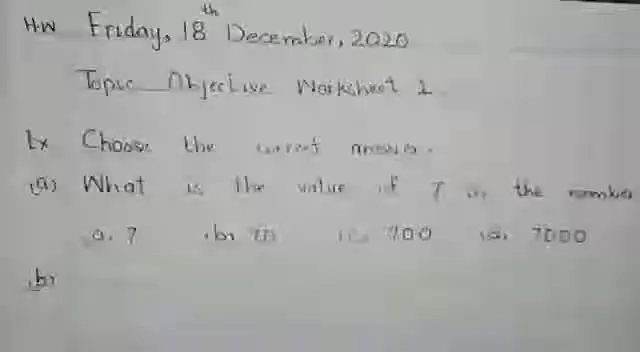 H.W Friday, 18th December, 2020
Topic Objective Worksheet 1
Ex Choose the correct answer.
(a) What is the value of 7 in the number
a. 7 b. 70 c. 700 d. 7000
b.